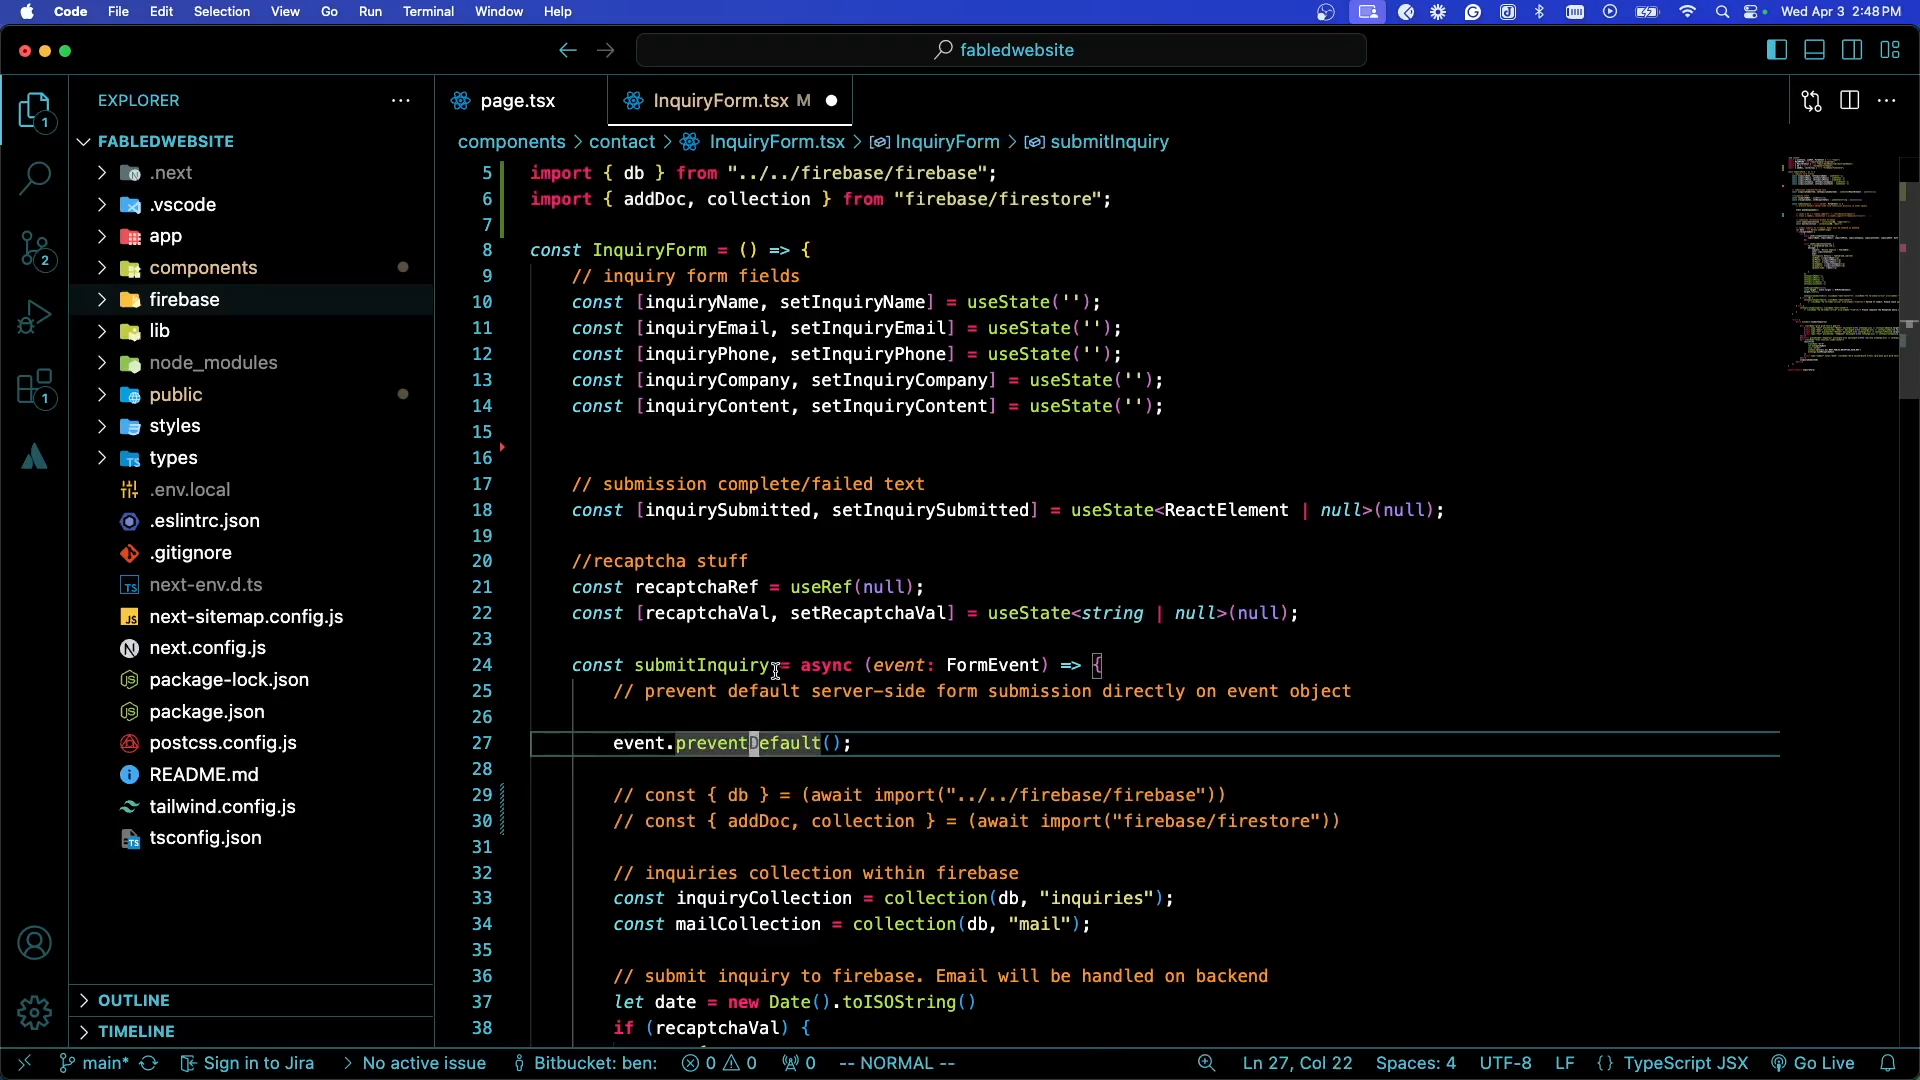 Code File Edit Selection View Go Run Terminal Window Help Wed Apr 3 2:48 PM
fabledwebsite
EXPLORER
FABLEDWEBSITE
.next
.vscode
app
components
firebase
lib
node_modules
public
styles
types
.env.local
.eslintrc.json
.gitignore
next-env.d.ts
next-sitemap.config.js
next.config.js
package-lock.json
package.json
postcss.config.js
README.md
tailwind.config.js
tsconfig.json
OUTLINE
TIMELINE
page.tsx InquiryForm.tsx M
components > contact > InquiryForm.tsx > InquiryForm > submitInquiry
5 import { db } from "../../firebase/firebase";
6 import { addDoc, collection } from "firebase/firestore";
7
8 const InquiryForm = () => {
9 // inquiry form fields
10 const [inquiryName, setInquiryName] = useState('');
11 const [inquiryEmail, setInquiryEmail] = useState('');
12 const [inquiryPhone, setInquiryPhone] = useState('');
13 const [inquiryCompany, setInquiryCompany] = useState('');
14 const [inquiryContent, setInquiryContent] = useState('');
15
16
17 // submission complete/failed text
18 const [inquirySubmitted, setInquirySubmitted] = useState<ReactElement | null>(null);
19
20 //recaptcha stuff
21 const recaptchaRef = useRef(null);
22 const [recaptchaVal, setRecaptchaVal] = useState<string | null>(null);
23
24 const submitInquiry = async (event: FormEvent) => {
25 // prevent default server-side form submission directly on event object
26
27 event.preventDefault();
28
29 // const { db } = (await import("../../firebase/firebase"))
30 // const { addDoc, collection } = (await import("firebase/firestore"))
31
32 // inquiries collection within firebase
33 const inquiryCollection = collection(db, "inquiries");
34 const mailCollection = collection(db, "mail");
35
36 // submit inquiry to firebase. Email will be handled on backend
37 let date = new Date().toISOString()
38 if (recaptchaVal) {
main* Sign in to Jira > No active issue Bitbucket: ben: 0 0 0 -- NORMAL -- Ln 27, Col 22 Spaces: 4 UTF-8 LF {} TypeScript JSX Go Live